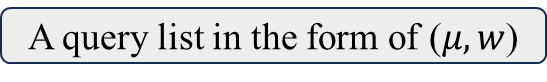 A query list in the form of (μ, w)